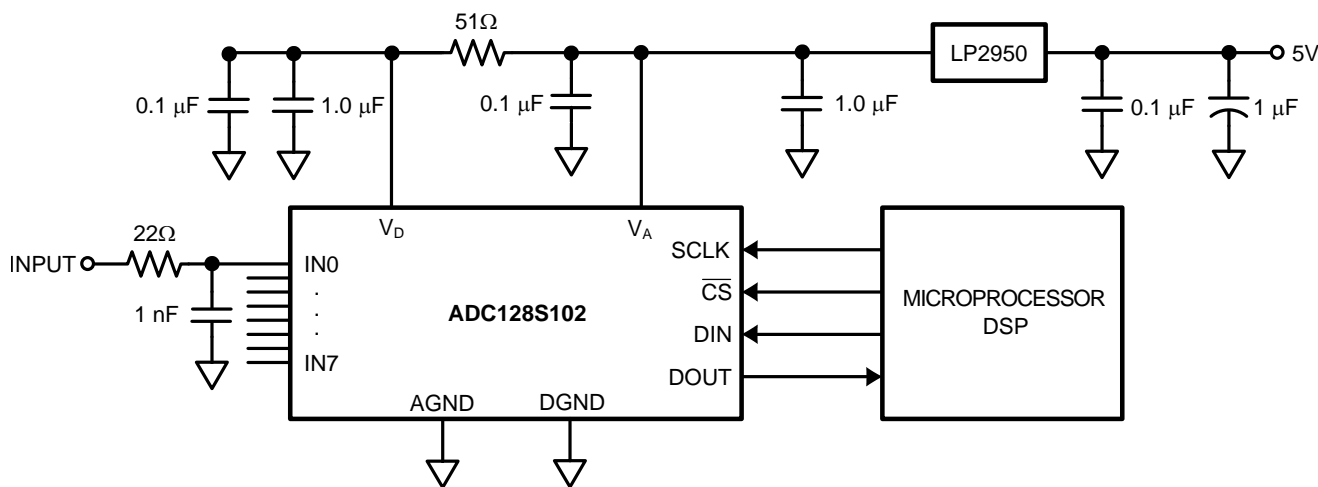 51Ω
LP2950
5V
0.1 μF
1.0 μF
0.1 μF
1.0 μF
0.1 μF
1 μF
V_D
V_A
22Ω
INPUT
1 nF
IN0
.
.
.
.
IN7
ADC128S102
SCLK
C̅S̅
DIN
DOUT
MICROPROCESSOR
DSP
AGND
DGND